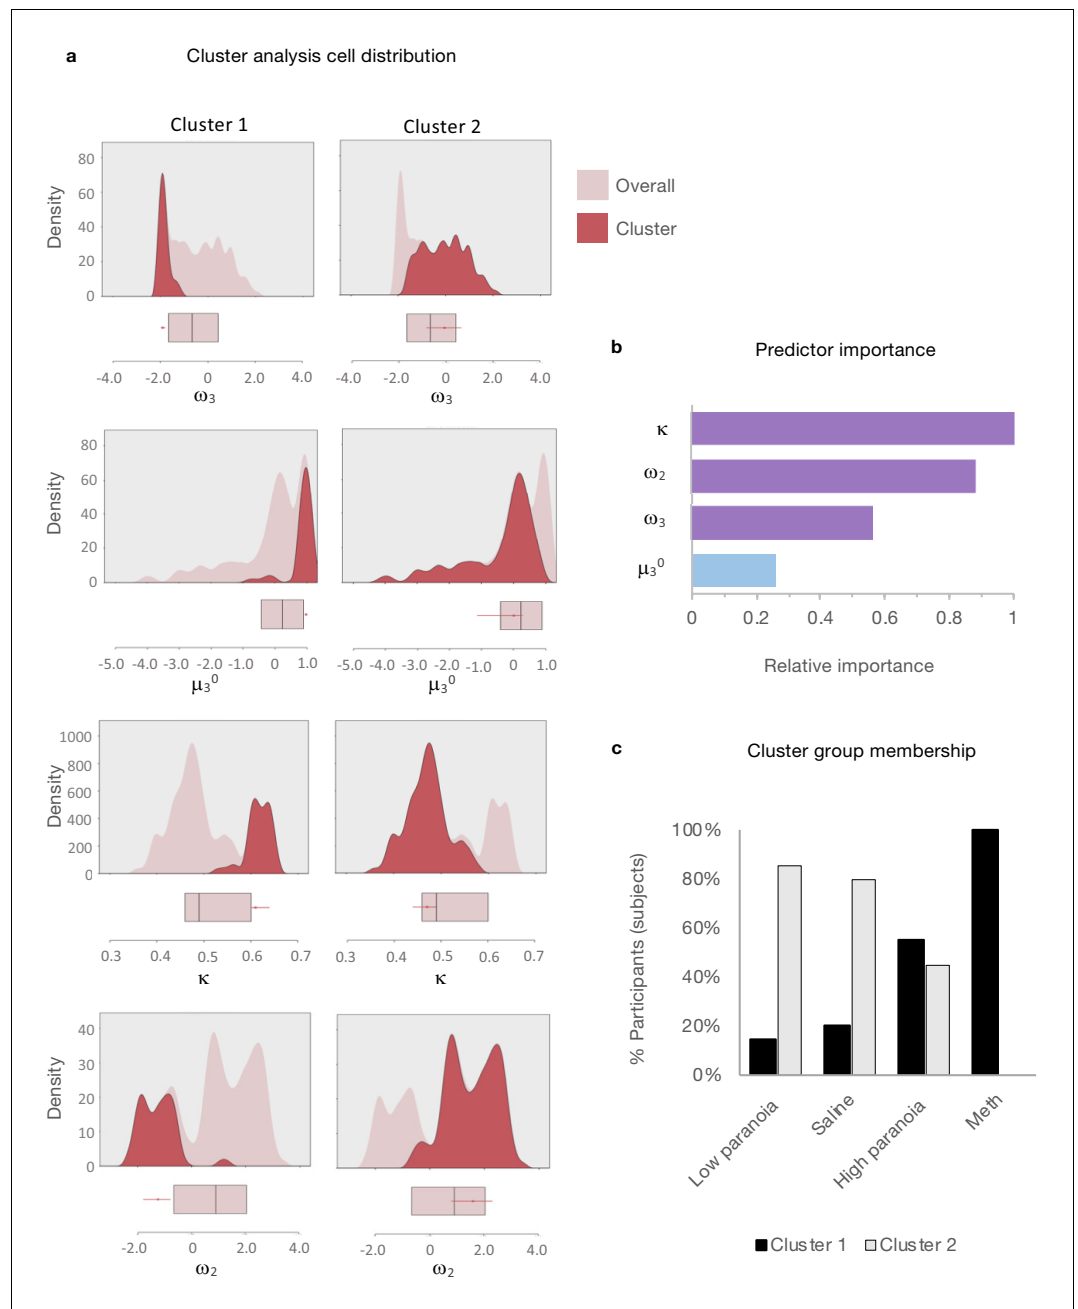 a Cluster analysis cell distribution
Cluster 1
Cluster 2
Density
80
60
40
20
0
Overall
Cluster
-4.0 -2.0 0 2.0 4.0
ω3
-4.0 -2.0 0 2.0 4.0
ω3
Density
80
60
40
20
0
-5.0 -4.0 -3.0 -2.0 -1.0 0 1.0
μ3⁰
-5.0 -4.0 -3.0 -2.0 -1.0 0 1.0
μ3⁰
Density
1000
800
600
400
200
0
0.3 0.4 0.5 0.6 0.7
κ
0.3 0.4 0.5 0.6 0.7
κ
Density
40
30
20
10
0
-2.0 0 2.0 4.0
ω2
-2.0 0 2.0 4.0
ω2
b Predictor importance
κ
ω2
ω3
μ3⁰
0 0.2 0.4 0.6 0.8 1
Relative importance
c Cluster group membership
% Participants (subjects)
100%
80%
60%
40%
20%
0%
Low paranoia
Saline
High paranoia
Meth
Cluster 1 Cluster 2